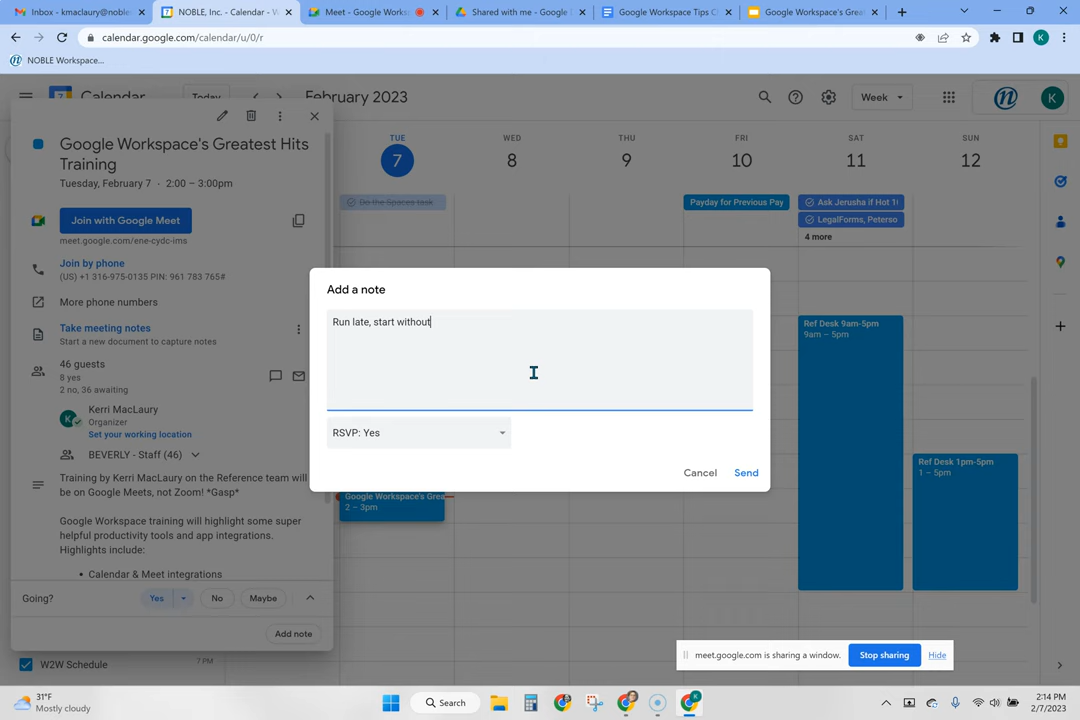 Inbox - kmaclaury@noble
NOBLE, Inc. - Calendar - W
Meet - Google Works
Shared with me - Google
Google Workspace Tips C
Google Workspace's Grea
calendar.google.com/calendar/u/0/r
K
NOBLE Workspace...
Calendar
Today
February 2023
Week
K
Google Workspace's Greatest Hits
Training
Tuesday, February 7 · 2:00 – 3:00pm
Join with Google Meet
meet.google.com/ene-cydc-ims
Join by phone
(US) +1 316-975-0135 PIN: 961 783 765#
More phone numbers
Take meeting notes
Start a new document to capture notes
46 guests
8 yes
2 no, 36 awaiting
Kerri MacLaury
Organizer
Set your working location
BEVERLY - Staff (46)
Training by Kerri MacLaury on the Reference team will
be on Google Meets, not Zoom! *Gasp*
Google Workspace training will highlight some super
helpful productivity tools and app integrations.
Highlights include:
• Calendar & Meet integrations
Going?
Yes
No
Maybe
Add note
W2W Schedule
7 PM
TUE
7
WED
8
THU
9
FRI
10
SAT
11
SUN
12
Do the Spaces task
Payday for Previous Pay
Ask Jerusha if Hot 1
LegalForms, Peterso
4 more
Ref Desk 9am-5pm
9am – 5pm
Ref Desk 1pm-5pm
1 – 5pm
Google Workspace's Grea
2 – 3pm
Add a note
Run late, start without
RSVP: Yes
Cancel
Send
meet.google.com is sharing a window.
Stop sharing
Hide
31°F
Mostly cloudy
Search
2:14 PM
2/7/2023